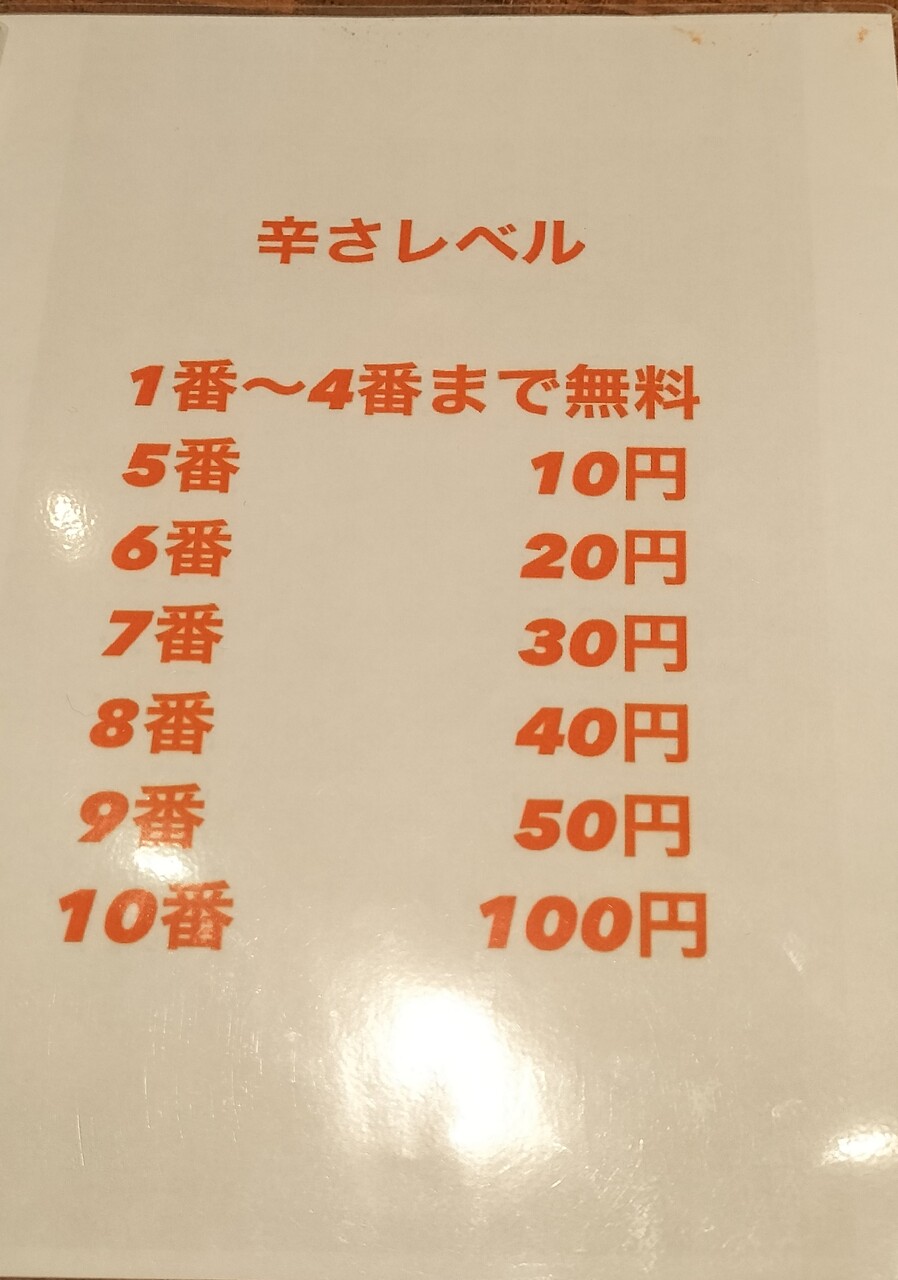 辛さレベル
1番～4番まで無料
5番 10円
6番 20円
7番 30円
8番 40円
9番 50円
10番 100円